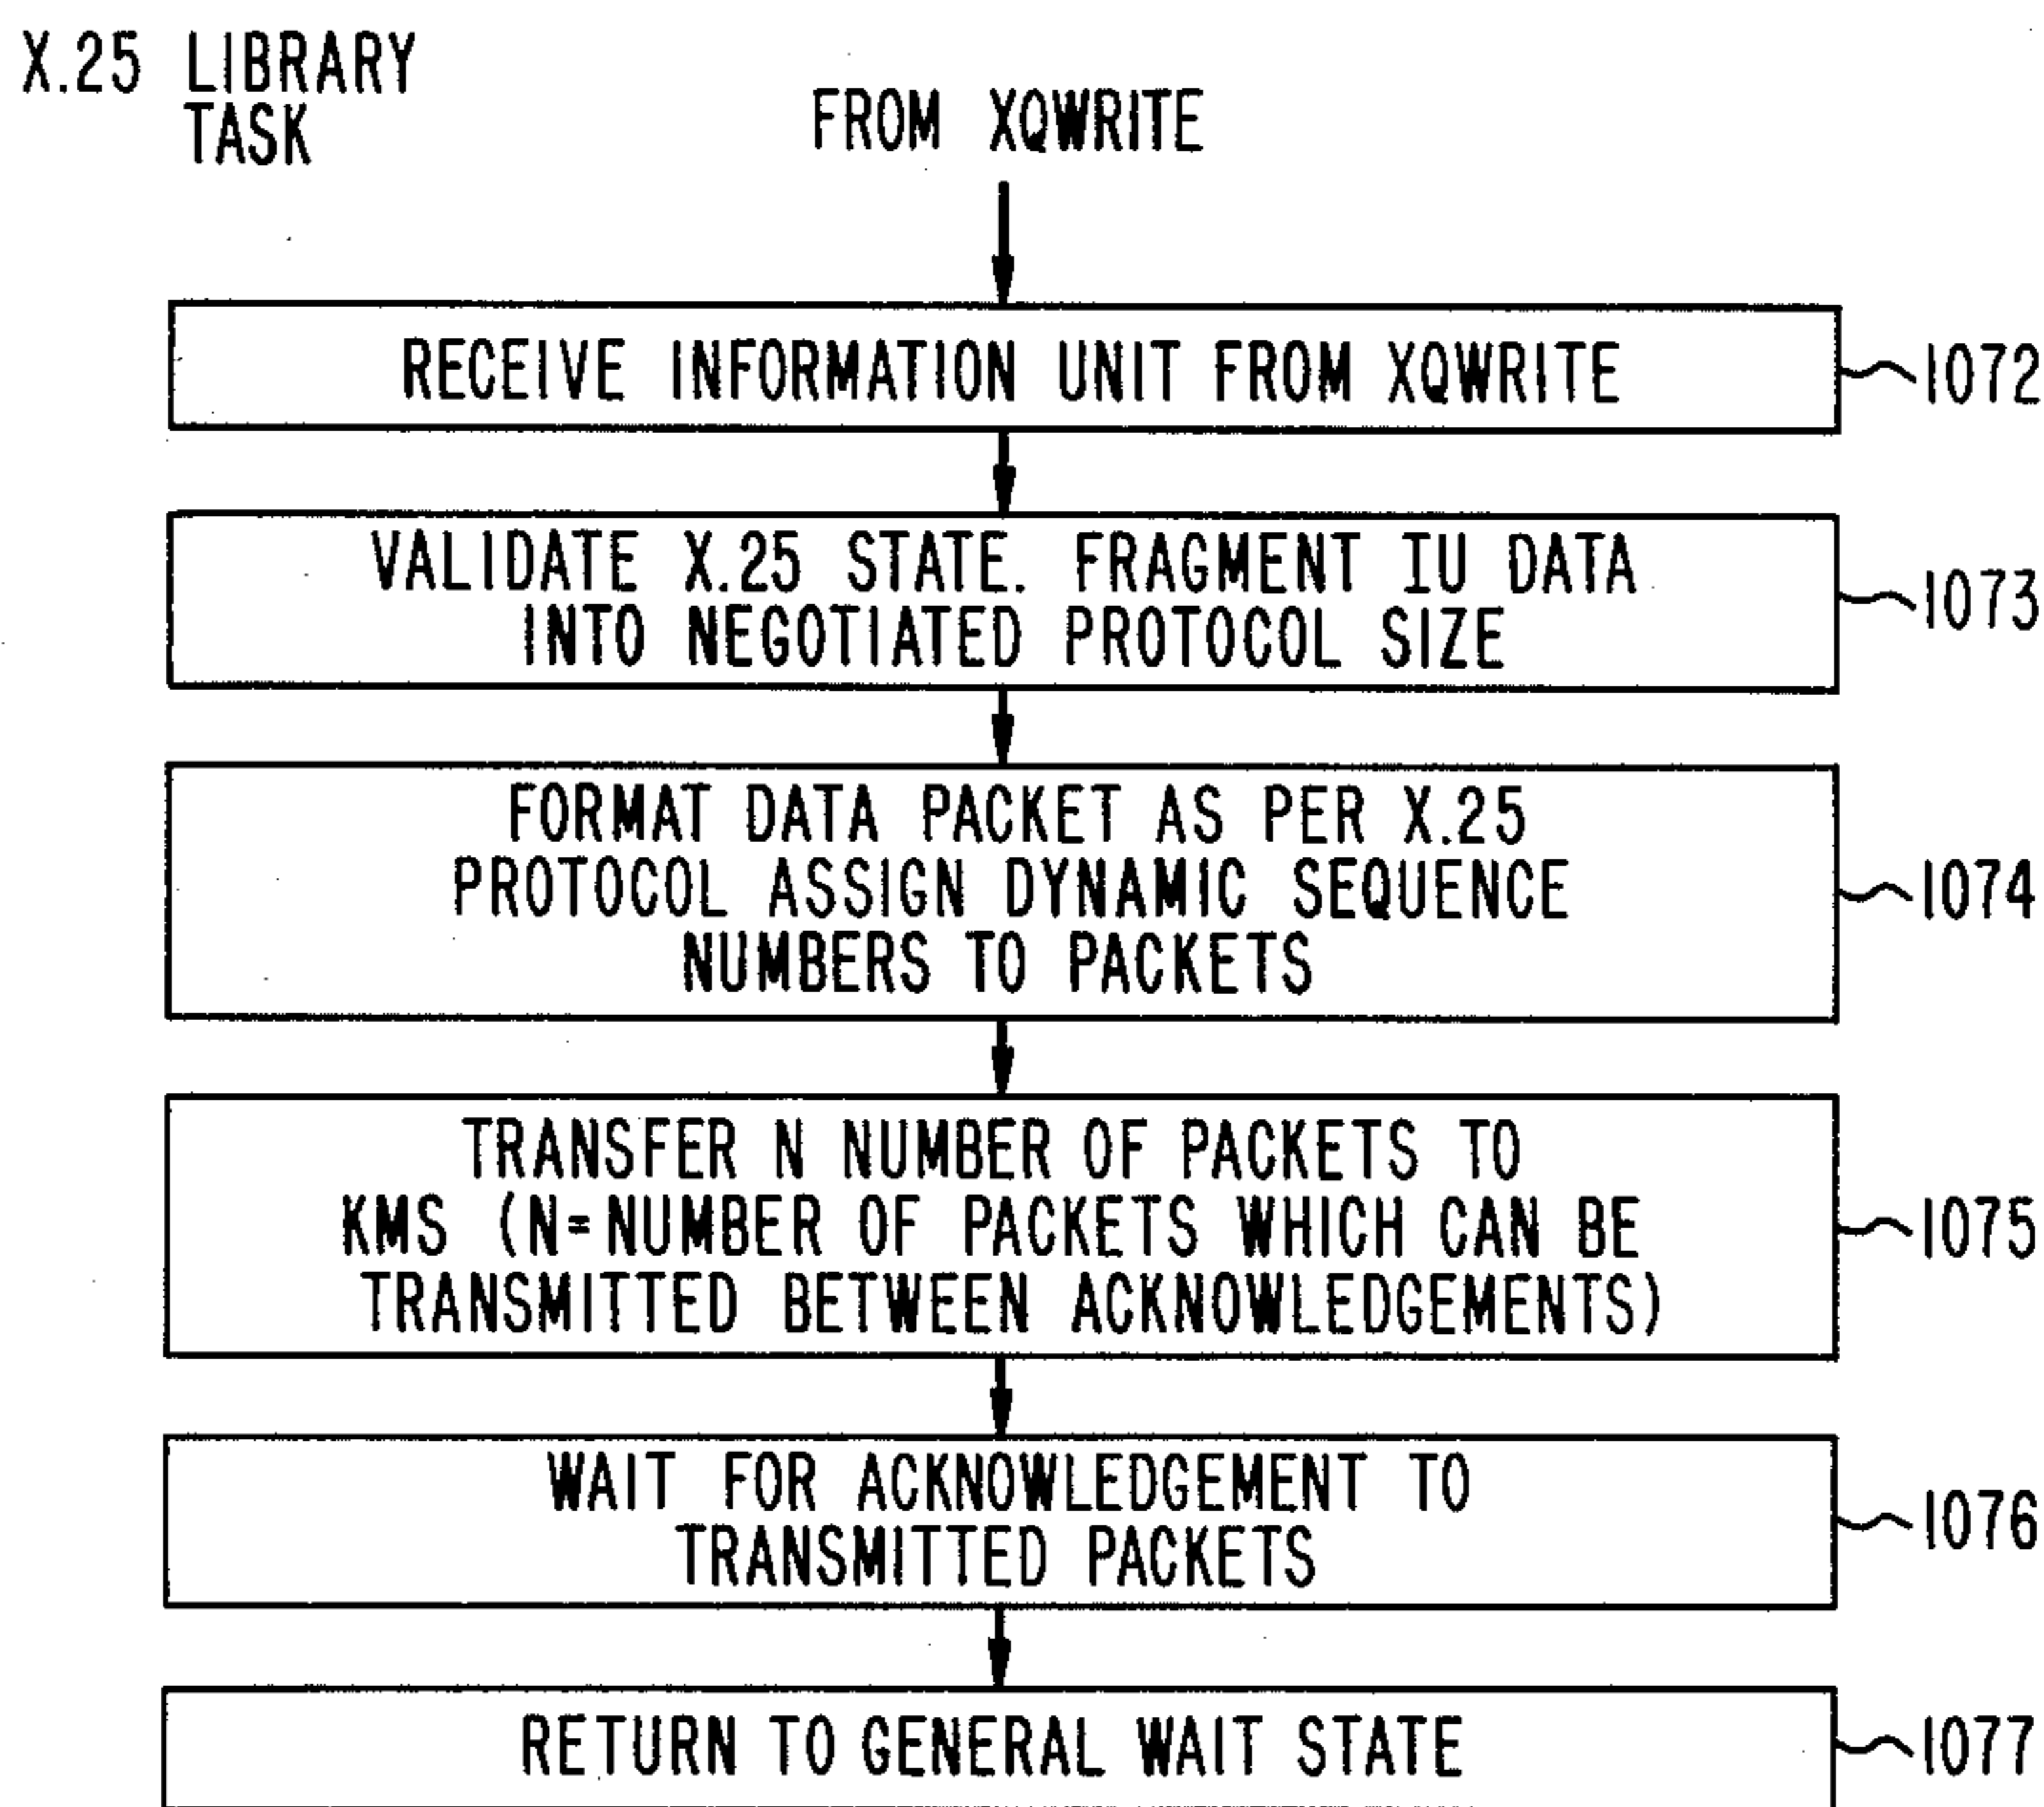 X.25 LIBRARY
TASK
FROM XQWRITE
RECEIVE INFORMATION UNIT FROM XQWRITE
1072
VALIDATE X.25 STATE. FRAGMENT IU DATA
INTO NEGOTIATED PROTOCOL SIZE
1073
FORMAT DATA PACKET AS PER X.25
PROTOCOL ASSIGN DYNAMIC SEQUENCE
NUMBERS TO PACKETS
1074
TRANSFER N NUMBER OF PACKETS TO
KMS (N=NUMBER OF PACKETS WHICH CAN BE
TRANSMITTED BETWEEN ACKNOWLEDGEMENTS)
1075
WAIT FOR ACKNOWLEDGEMENT TO
TRANSMITTED PACKETS
1076
RETURN TO GENERAL WAIT STATE
1077